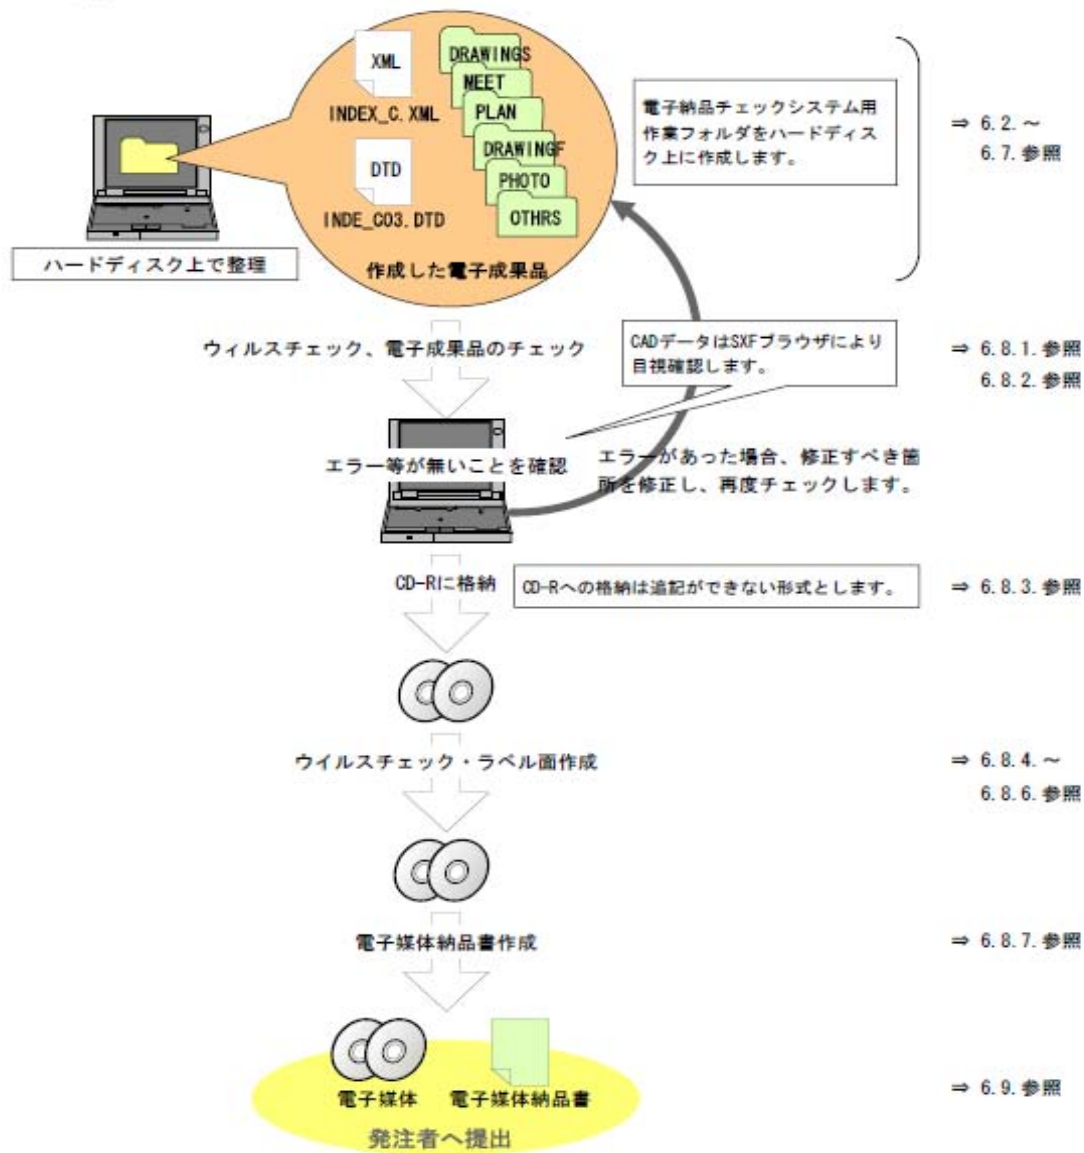 XML
INDEX_C.XML
DTD
INDE_C03.DTD
DRAWINGS
MEET
PLAN
DRAWINGF
PHOTO
OTHRS
作成した電子成果品
ハードディスク上で整理
電子納品チェックシステム用
作業フォルダをハードディス
ク上に作成します。
⇒ 6.2.～
6.7.参照
ウィルスチェック、電子成果品のチェック
CADデータはSXFブラウザにより
目視確認します。
⇒ 6.8.1.参照
6.8.2.参照
エラー等が無いことを確認
エラーがあった場合、修正すべき箇
所を修正し、再度チェックします。
CD-Rに格納
CD-Rへの格納は追記ができない形式とします。
⇒ 6.8.3.参照
ウイルスチェック・ラベル面作成
⇒ 6.8.4.～
6.8.6.参照
電子媒体納品書作成
⇒ 6.8.7.参照
電子媒体
電子媒体納品書
発注者へ提出
⇒ 6.9.参照